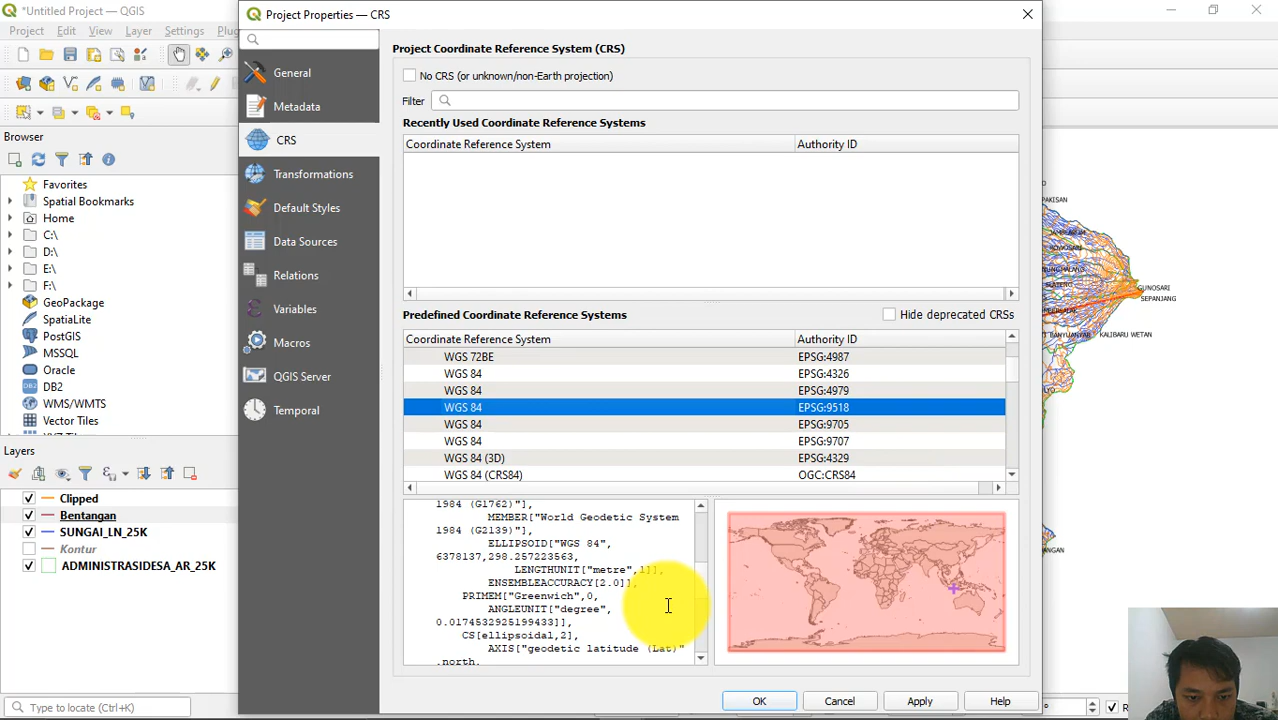 *Untitled Project — QGIS
Project Edit View Layer Settings Plug
Browser
Favorites
Spatial Bookmarks
Home
C:\
D:\
E:\
F:\
GeoPackage
SpatiaLite
PostGIS
MSSQL
Oracle
DB2
WMS/WMTS
Vector Tiles
Layers
Clipped
Bentangan
SUNGAI_LN_25K
Kontur
ADMINISTRASIDESA_AR_25K
Type to locate (Ctrl+K)
Project Properties — CRS
General
Metadata
CRS
Transformations
Default Styles
Data Sources
Relations
Variables
Macros
QGIS Server
Temporal
Project Coordinate Reference System (CRS)
No CRS (or unknown/non-Earth projection)
Filter
Recently Used Coordinate Reference Systems
Coordinate Reference System Authority ID
Predefined Coordinate Reference Systems Hide deprecated CRSs
Coordinate Reference System Authority ID
WGS 72BE EPSG:4987
WGS 84 EPSG:4326
WGS 84 EPSG:4979
WGS 84 EPSG:9518
WGS 84 EPSG:9705
WGS 84 EPSG:9707
WGS 84 (3D) EPSG:4329
WGS 84 (CRS84) OGC:CRS84
1984 (G1762)"],
MEMBER["World Geodetic System
1984 (G2139)"],
ELLIPSOID["WGS 84",
6378137,298.257223563,
LENGTHUNIT["metre",1]],
ENSEMBLEACCURACY[2.0]],
PRIMEM["Greenwich",0,
ANGLEUNIT["degree",
0.0174532925199433]],
CS[ellipsoidal,2],
AXIS["geodetic latitude (Lat)"
,north,
OK Cancel Apply Help
PAKISAN
GUNOSARI
SEPANJANG
KALIBARU WETAN